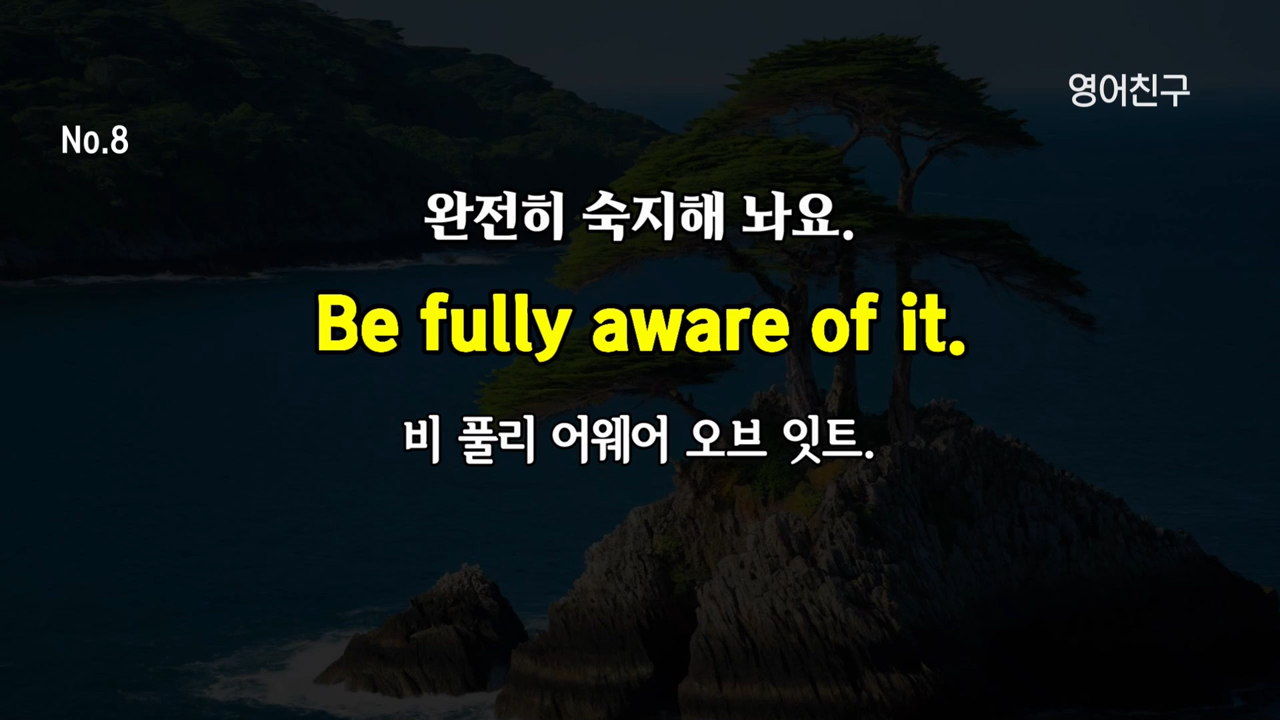 영어친구
No.8
완전히 숙지해 놔요.
Be fully aware of it.
비 풀리 어웨어 오브 잇트.